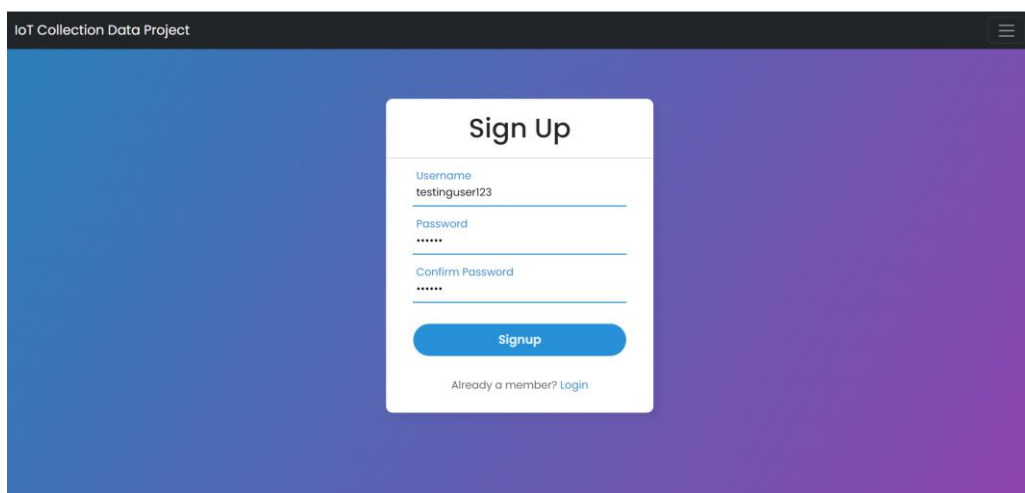 IoT Collection Data Project
Sign Up
Username
testinguser123
Password
••••••
Confirm Password
••••••
Signup
Already a member? Login